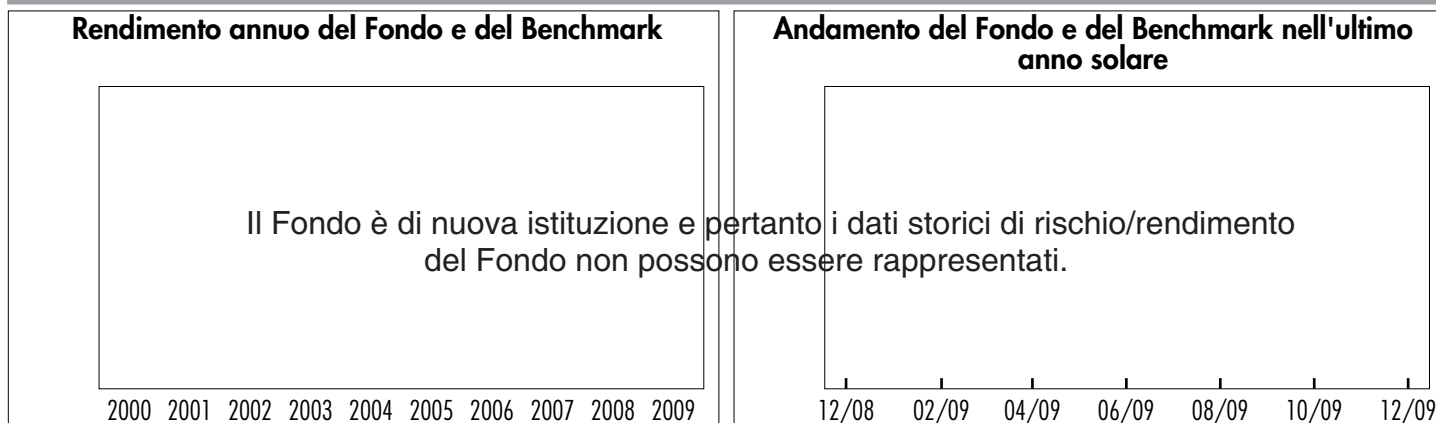 Rendimento annuo del Fondo e del Benchmark
Andamento del Fondo e del Benchmark nell'ultimo
anno solare
Il Fondo è di nuova istituzione e pertanto i dati storici di rischio/rendimento
del Fondo non possono essere rappresentati.
2000 2001 2002 2003 2004 2005 2006 2007 2008 2009
12/08 02/09 04/09 06/09 08/09 10/09 12/09